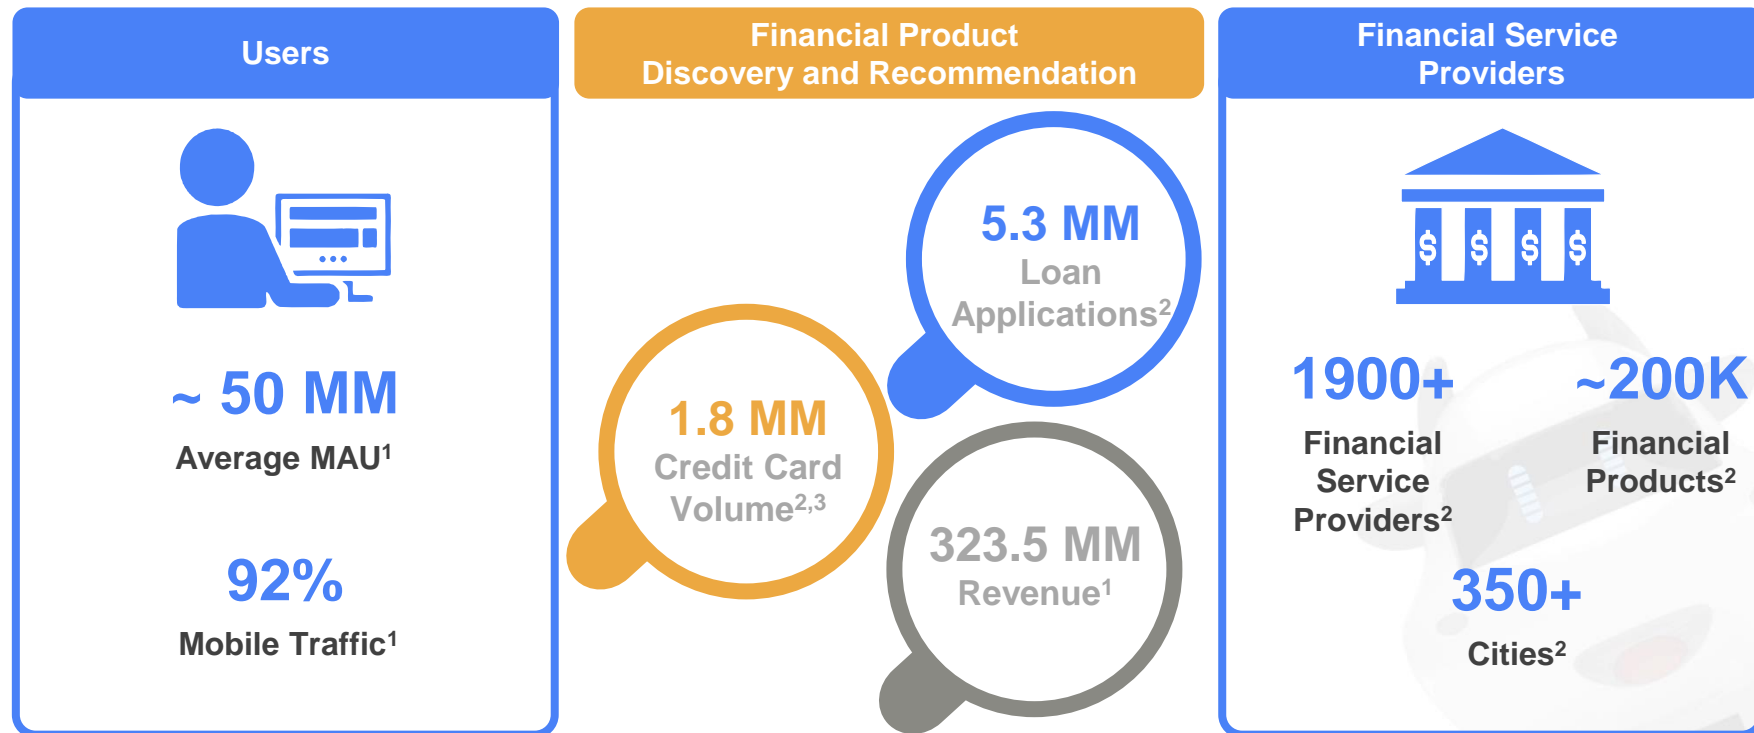 Users
~ 50 MM
Average MAU¹
92%
Mobile Traffic¹
Financial Product
Discovery and Recommendation
5.3 MM
Loan
Applications²
1.8 MM
Credit Card
Volume²,³
323.5 MM
Revenue¹
Financial Service
Providers
$ $ $ $
1900+
Financial
Service
Providers²
~200K
Financial
Products²
350+
Cities²